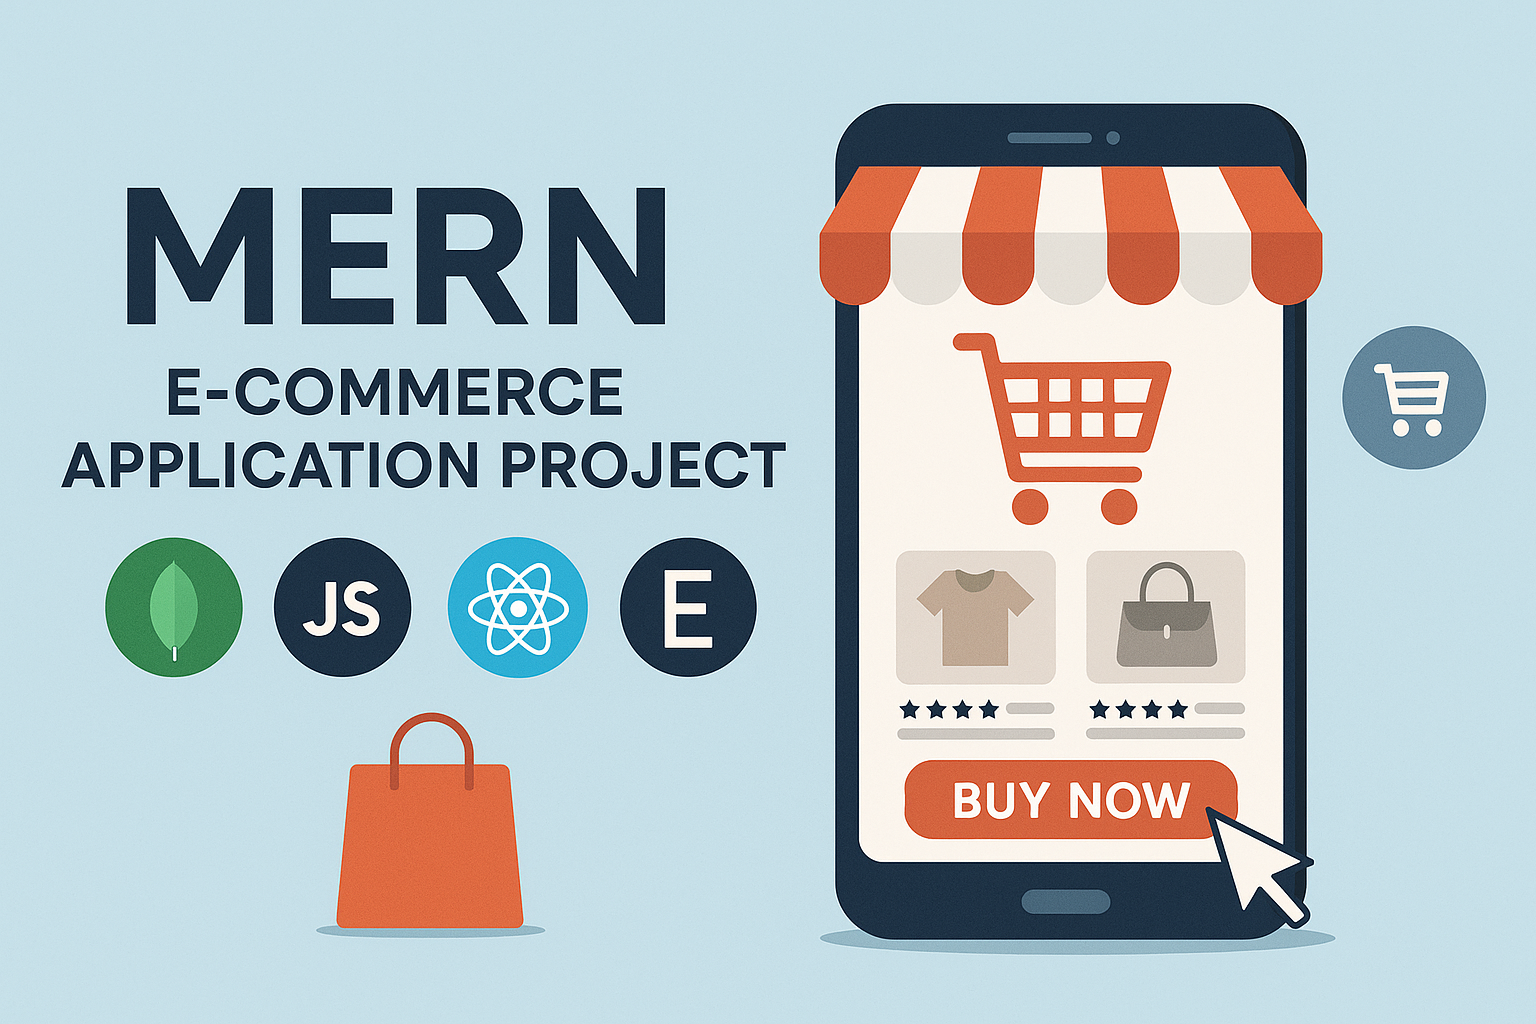 MERN
E-COMMERCE
APPLICATION PROJECT
JS
E
BUY NOW